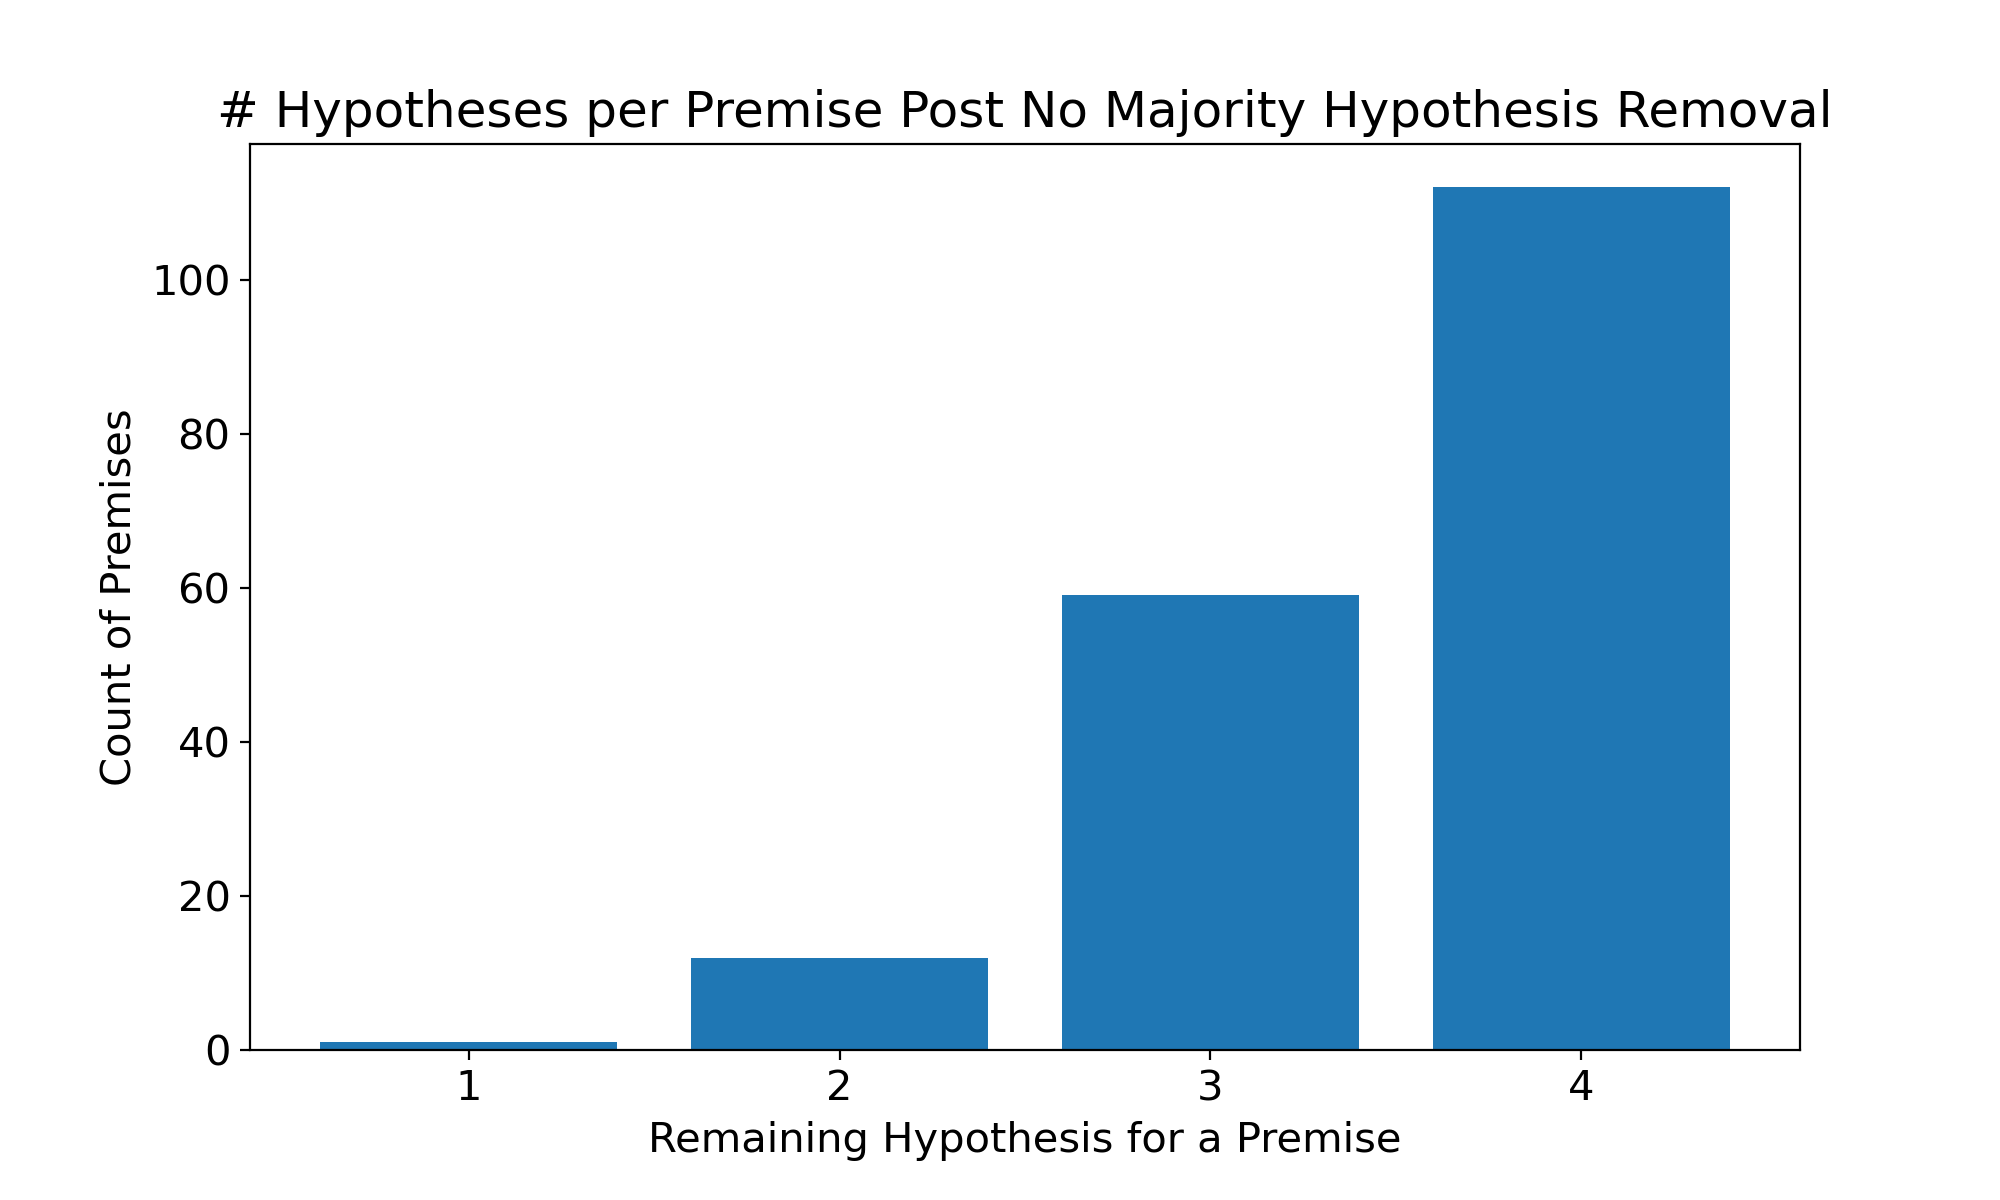 # Hypotheses per Premise Post No Majority Hypothesis Removal
Count of Premises
100
80
60
40
20
0
1 2 3 4
Remaining Hypothesis for a Premise